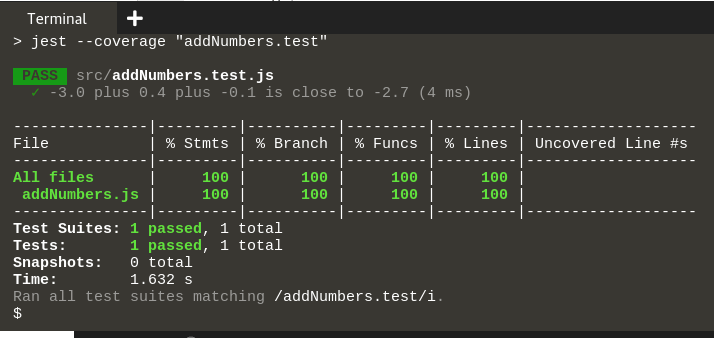 Terminal
> jest --coverage "addNumbers.test"
PASS src/addNumbers.test.js
✓ -3.0 plus 0.4 plus -0.1 is close to -2.7 (4 ms)
---------------|---------|----------|---------|---------|-------------------
File           | % Stmts | % Branch | % Funcs | % Lines | Uncovered Line #s
---------------|---------|----------|---------|---------|-------------------
All files      |     100 |      100 |     100 |     100 |
 addNumbers.js |     100 |      100 |     100 |     100 |
---------------|---------|----------|---------|---------|-------------------
Test Suites: 1 passed, 1 total
Tests:       1 passed, 1 total
Snapshots:   0 total
Time:        1.632 s
Ran all test suites matching /addNumbers.test/i.
$